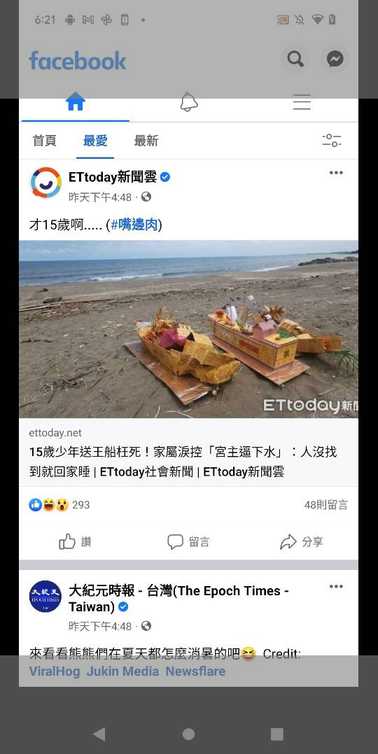 6:21
facebook
首頁 最愛 最新
ETtoday新聞雲
昨天下午4:48 ·
才15歲啊..... (#嘴邊肉)
ETtoday新聞
ettoday.net
15歲少年送王船枉死！家屬淚控「宮主逼下水」：人沒找
到就回家睡 | ETtoday社會新聞 | ETtoday新聞雲
293 48則留言
讚 留言 分享
大紀元時報 - 台灣(The Epoch Times -
Taiwan)
大紀元
EPOCH TIMES
昨天下午4:48 ·
來看看熊熊們在夏天都怎麼消暑的吧😆 Credit:
ViralHog Jukin Media Newsflare